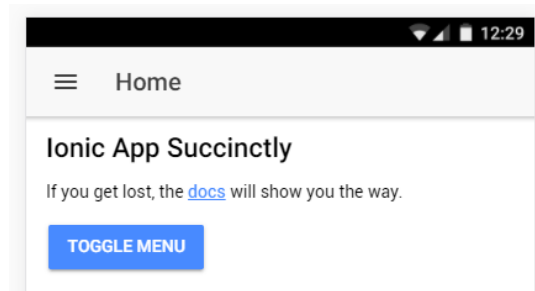 12:29
Home
Ionic App Succinctly
If you get lost, the docs will show you the way.
TOGGLE MENU